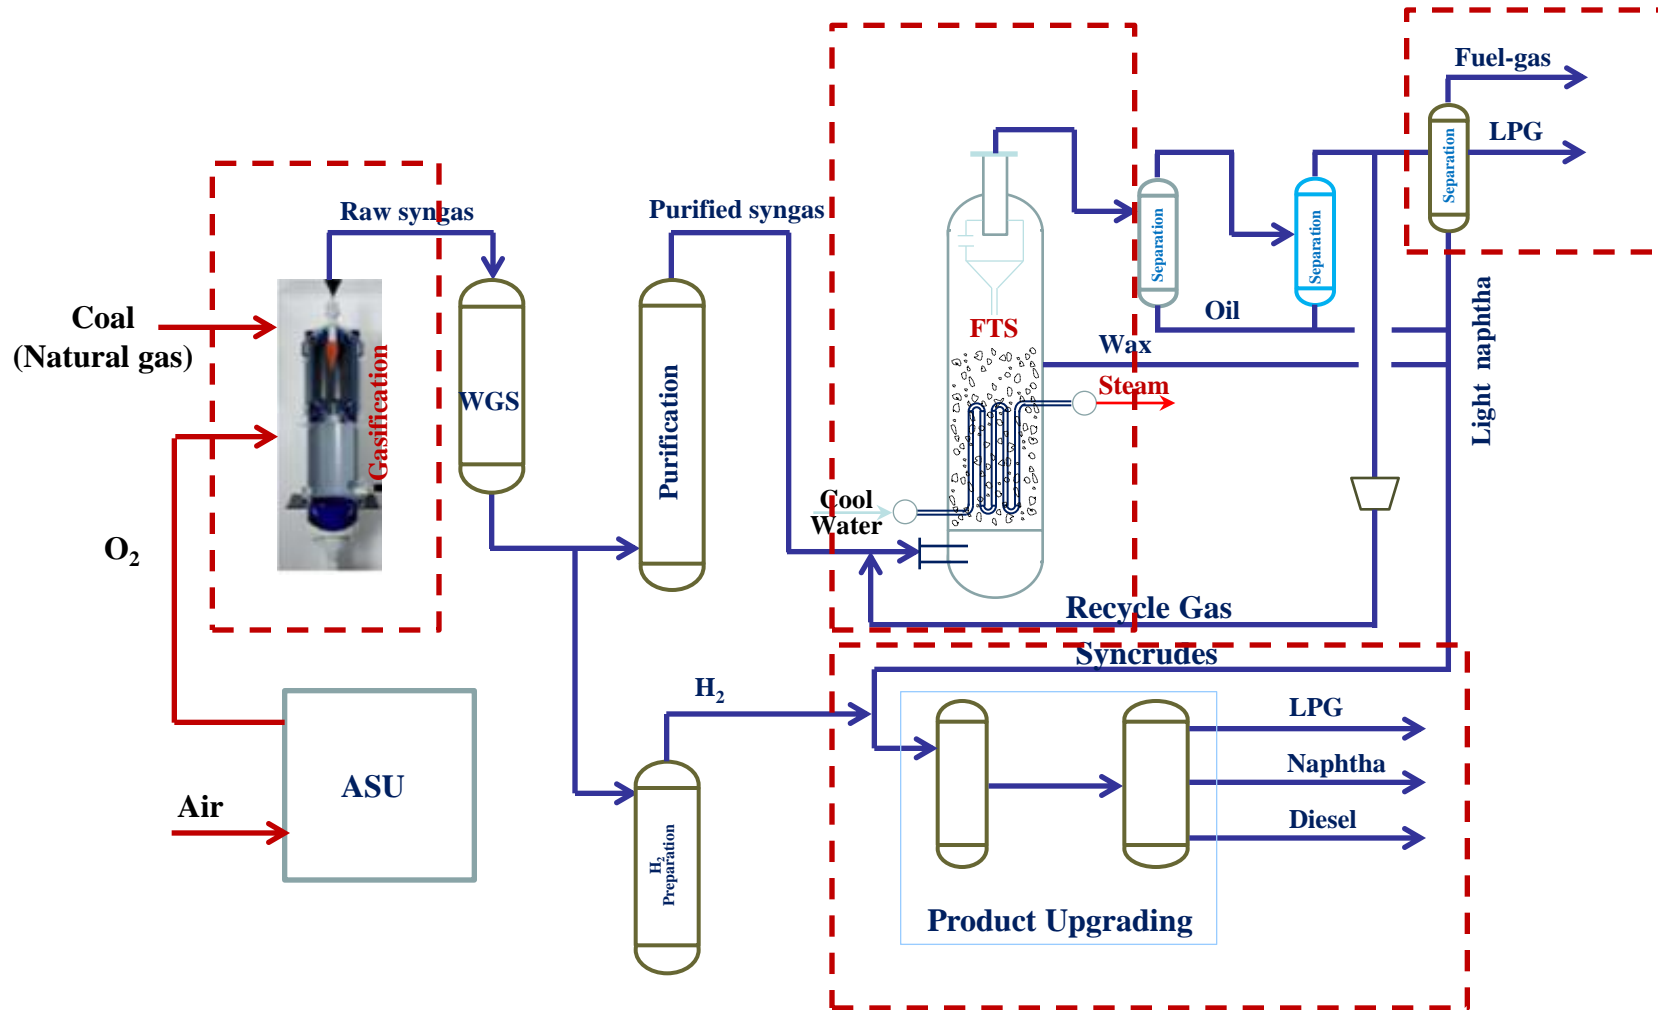 Fuel-gas
LPG
Separation
Raw syngas
Purified syngas
Separation
Separation
Coal
(Natural gas)
Gasification
WGS
Purification
FTS
Oil
Wax
Steam
Light naphtha
Cool
Water
O₂
Recycle Gas
Syncrudes
H₂
LPG
Naphtha
Diesel
ASU
Air
H₂
Preparation
Product Upgrading